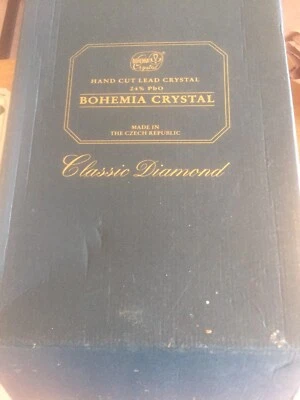 HAND CUT LEAD CRYSTAL
24% PbO
BOHEMIA CRYSTAL
MADE IN
THE CZECH REPUBLIC
Classic Diamond